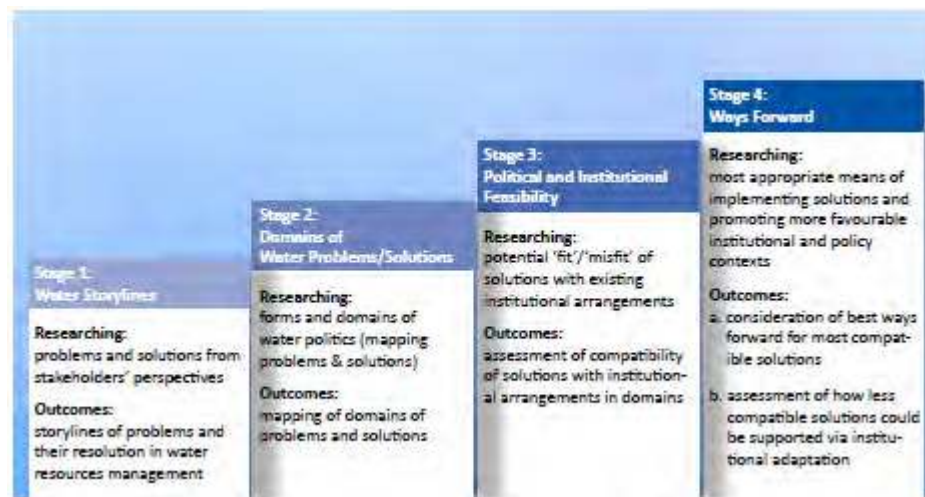 Stage 1:
Water Storylines
Researching:
problems and solutions from
stakeholders' perspectives
Outcomes:
storylines of problems and
their resolution in water
resources management
Stage 2:
Domains of
Water Problems/Solutions
Researching:
forms and domains of
water politics (mapping
problems & solutions)
Outcomes:
mapping of domains of
problems and solutions
Stage 3:
Political and Institutional
Feasibility
Researching:
potential 'fit'/'misfit' of
solutions with existing
institutional arrangements
Outcomes:
assessment of compatibility
of solutions with institution-
al arrangements in domains
Stage 4:
Ways Forward
Researching:
most appropriate means of
implementing solutions and
promoting more favourable
institutional and policy
contexts
Outcomes:
a. consideration of best ways
forward for most compat-
ible solutions
b. assessment of how less
compatible solutions could
be supported via institu-
tional adaptation